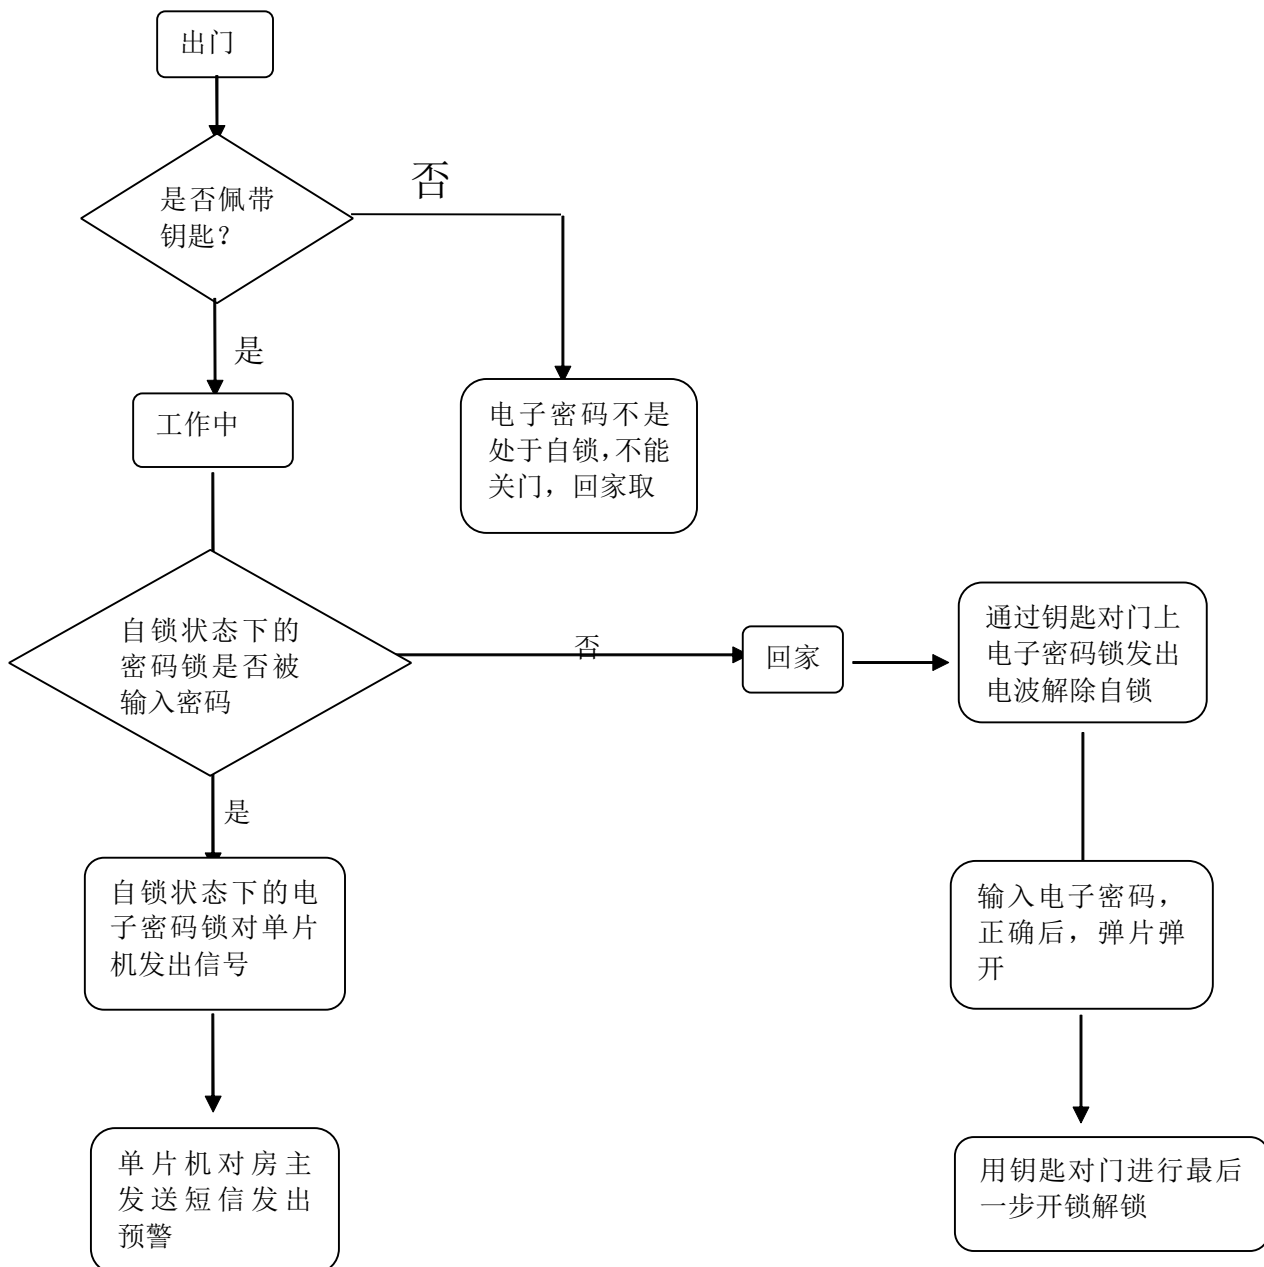 出门
是否佩带
钥匙？
否
是
工作中
电子密码不是
处于自锁，不能
关门，回家取
自锁状态下的
密码锁是否被
输入密码
否
回家
通过钥匙对门上
电子密码锁发出
电波解除自锁
是
自锁状态下的电
子密码锁对单片
机发出信号
输入电子密码，
正确后，弹片弹
开
单片机对房主
发送短信发出
预警
用钥匙对门进行最后
一步开锁解锁